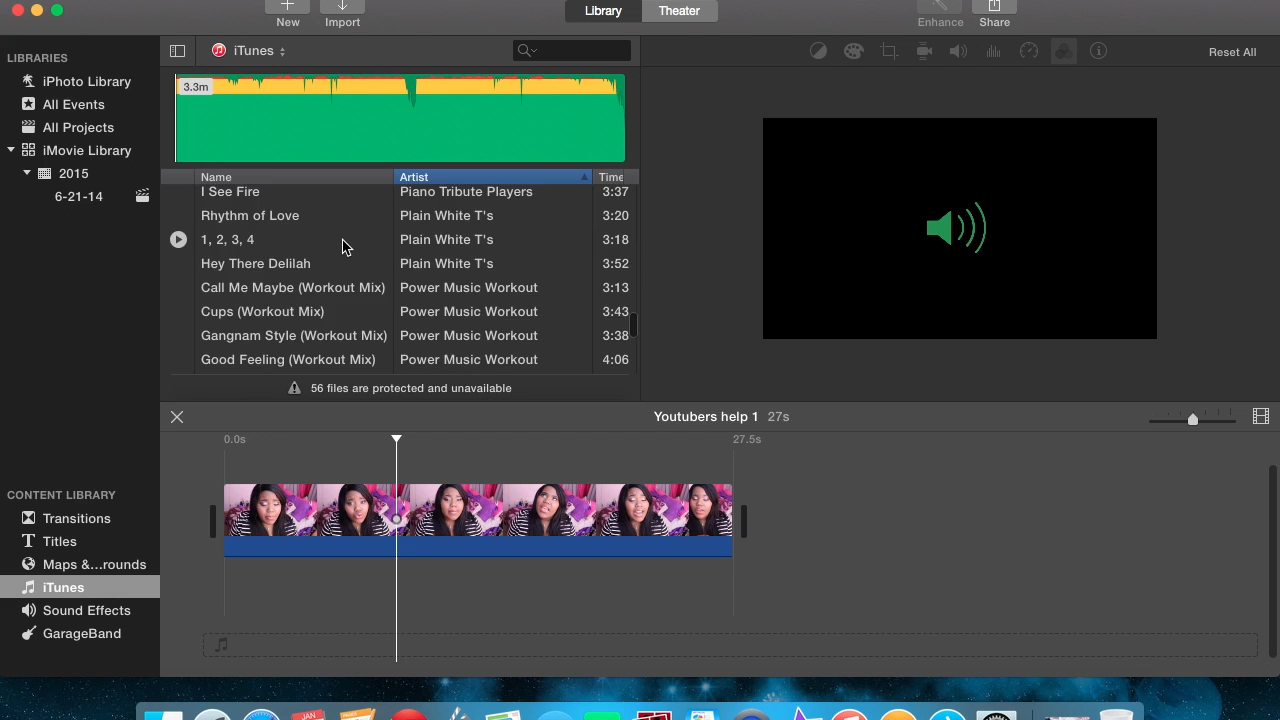 New Import Library Theater Enhance Share
LIBRARIES
iPhoto Library
All Events
All Projects
iMovie Library
2015
6-21-14
iTunes
Reset All
3.3m
Name Artist Time
I See Fire Piano Tribute Players 3:37
Rhythm of Love Plain White T's 3:20
1, 2, 3, 4 Plain White T's 3:18
Hey There Delilah Plain White T's 3:52
Call Me Maybe (Workout Mix) Power Music Workout 3:13
Cups (Workout Mix) Power Music Workout 3:43
Gangnam Style (Workout Mix) Power Music Workout 3:38
Good Feeling (Workout Mix) Power Music Workout 4:06
56 files are protected and unavailable
Youtubers help 1 27s
0.0s 27.5s
CONTENT LIBRARY
Transitions
Titles
Maps &...rounds
iTunes
Sound Effects
GarageBand
JAN